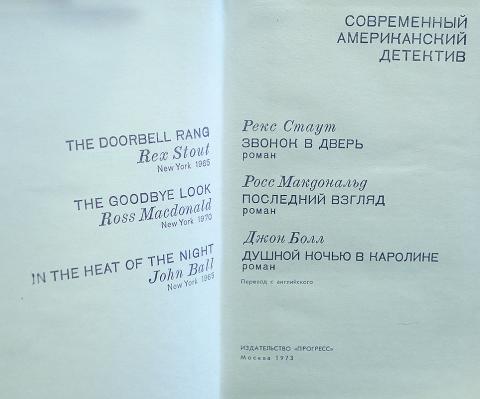 THE DOORBELL RANG
Rex Stout
New York 1965
THE GOODBYE LOOK
Ross Macdonald
New York 1970
IN THE HEAT OF THE NIGHT
John Ball
New York 1965
СОВРЕМЕННЫЙ
АМЕРИКАНСКИЙ
ДЕТЕКТИВ
Рекс Стаут
ЗВОНОК В ДВЕРЬ
роман
Росс Макдональд
ПОСЛЕДНИЙ ВЗГЛЯД
роман
Джон Болл
ДУШНОЙ НОЧЬЮ В КАРОЛИНЕ
роман
Перевод с английского
ИЗДАТЕЛЬСТВО «ПРОГРЕСС»
Москва 1973